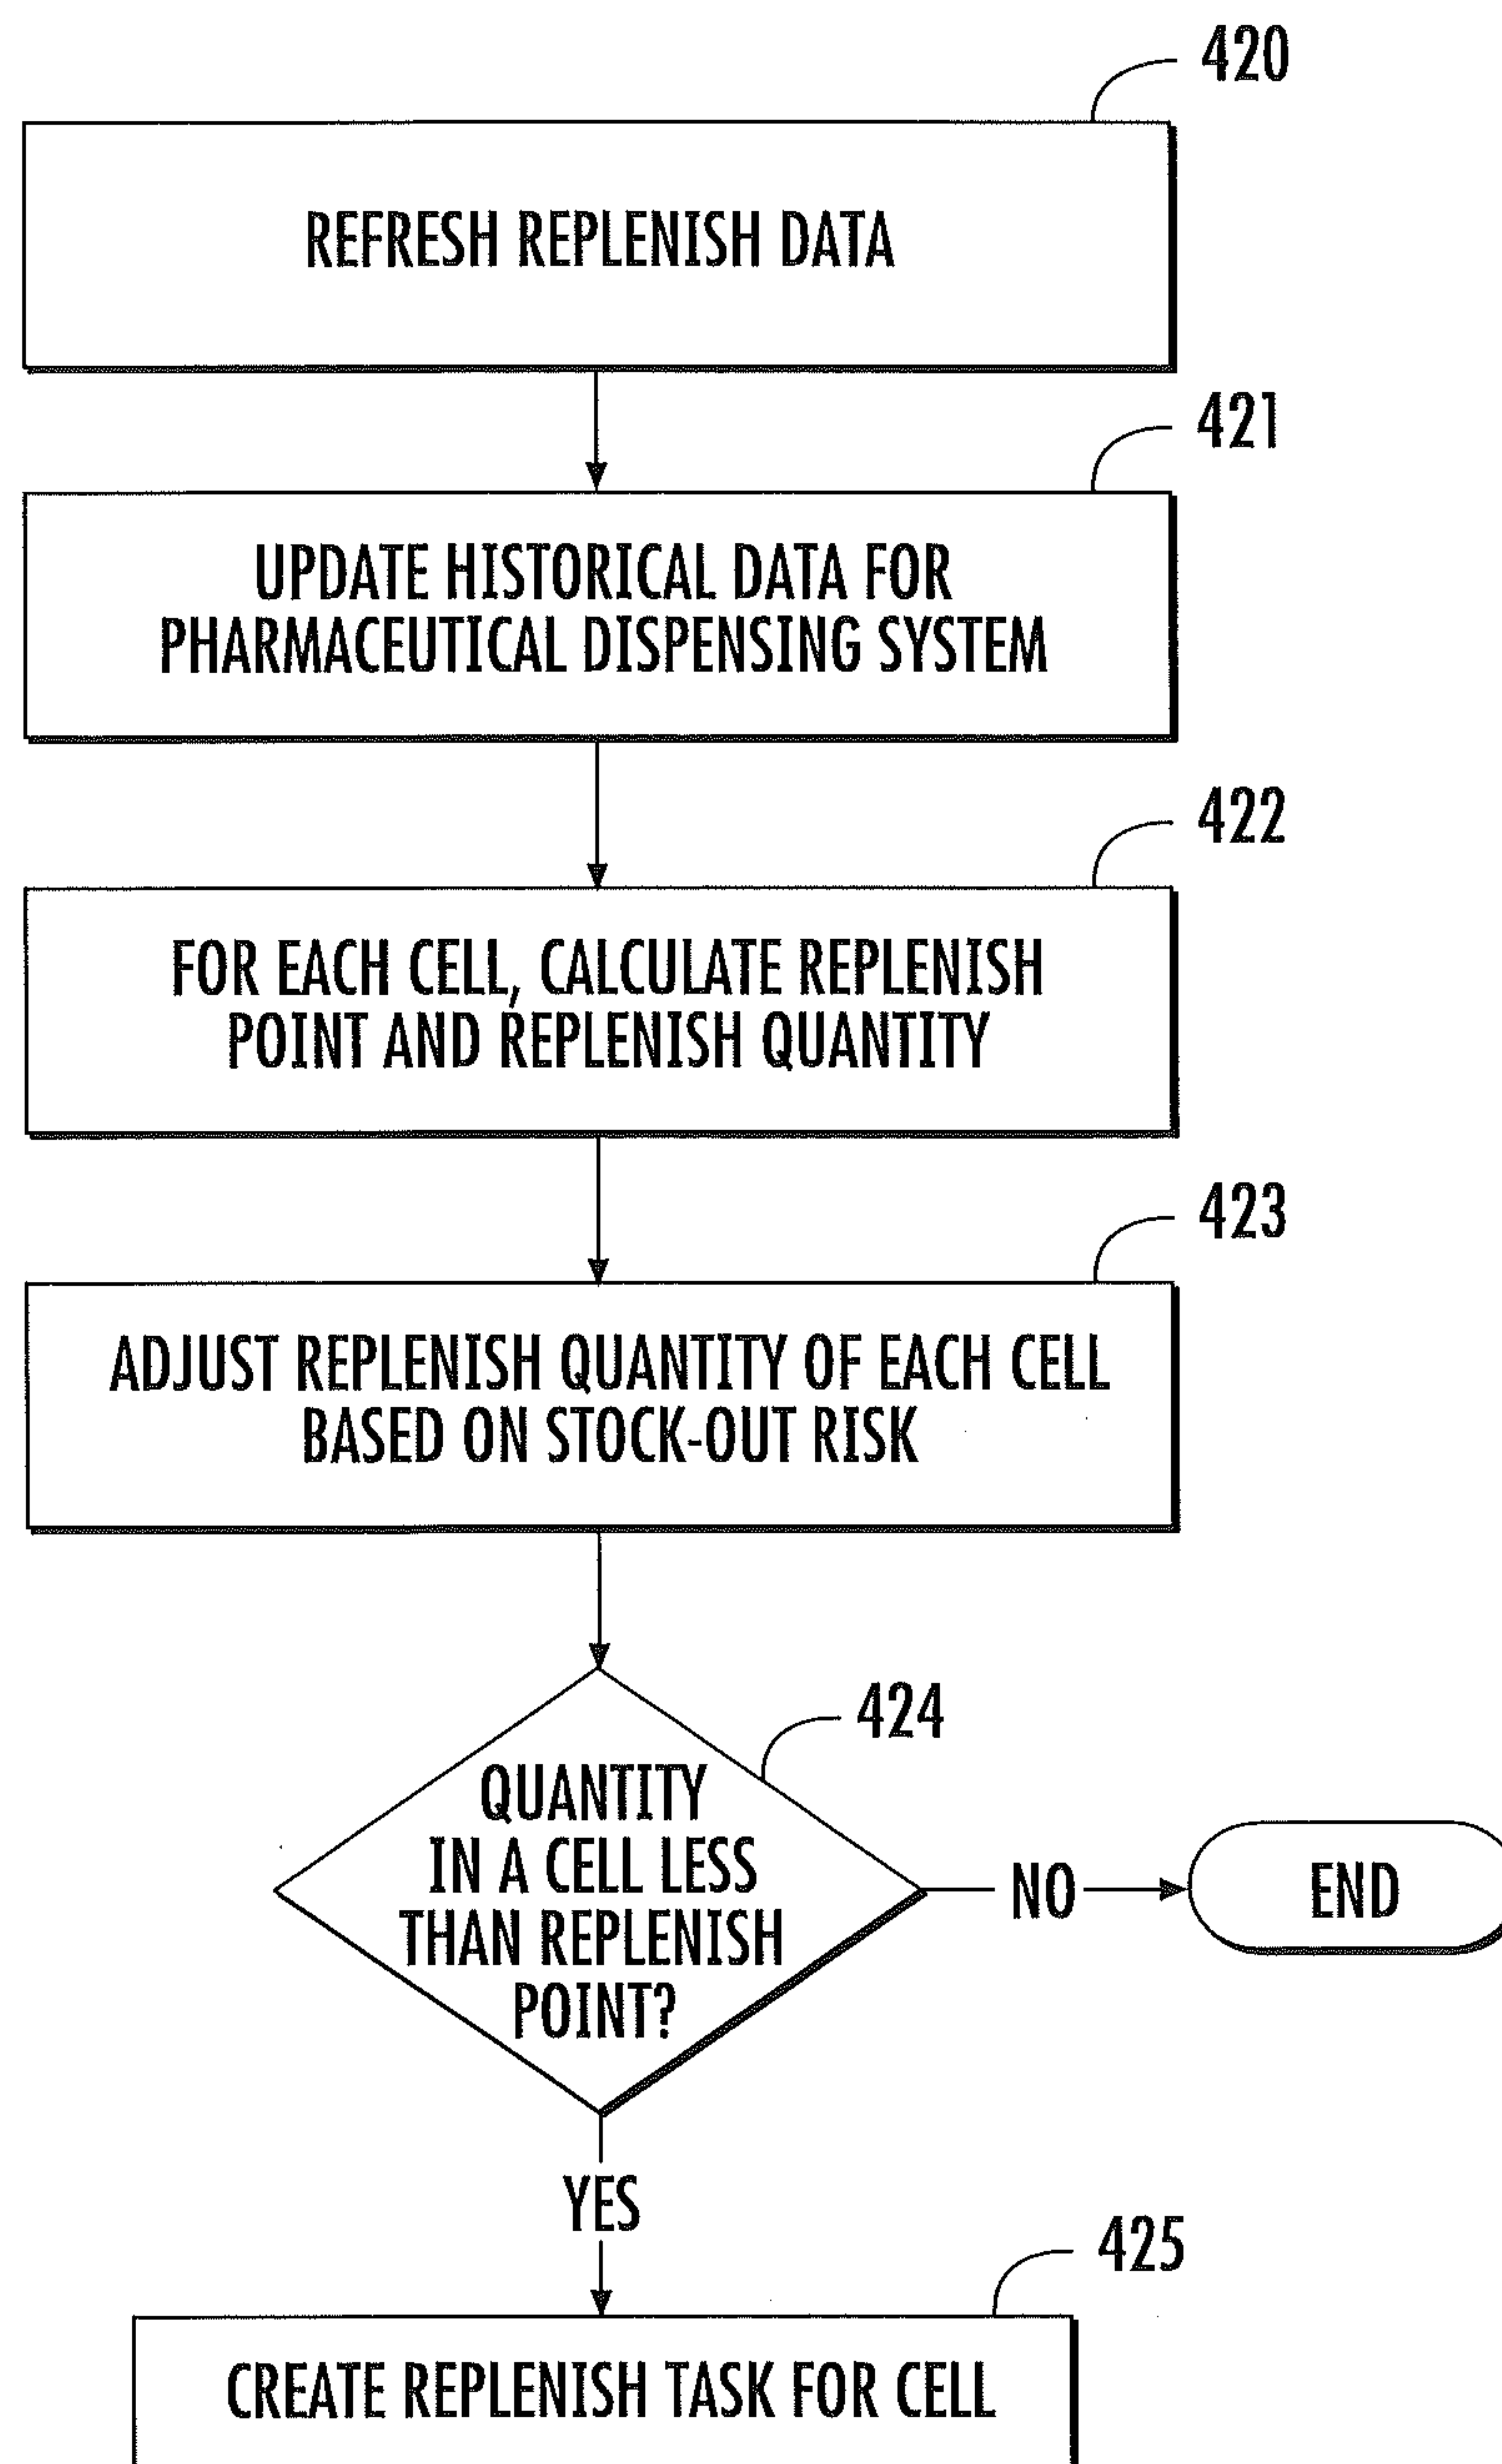 420
REFRESH REPLENISH DATA
421
UPDATE HISTORICAL DATA FOR
PHARMACEUTICAL DISPENSING SYSTEM
422
FOR EACH CELL, CALCULATE REPLENISH
POINT AND REPLENISH QUANTITY
423
ADJUST REPLENISH QUANTITY OF EACH CELL
BASED ON STOCK-OUT RISK
424
QUANTITY
IN A CELL LESS
THAN REPLENISH
POINT?
NO
END
YES
425
CREATE REPLENISH TASK FOR CELL